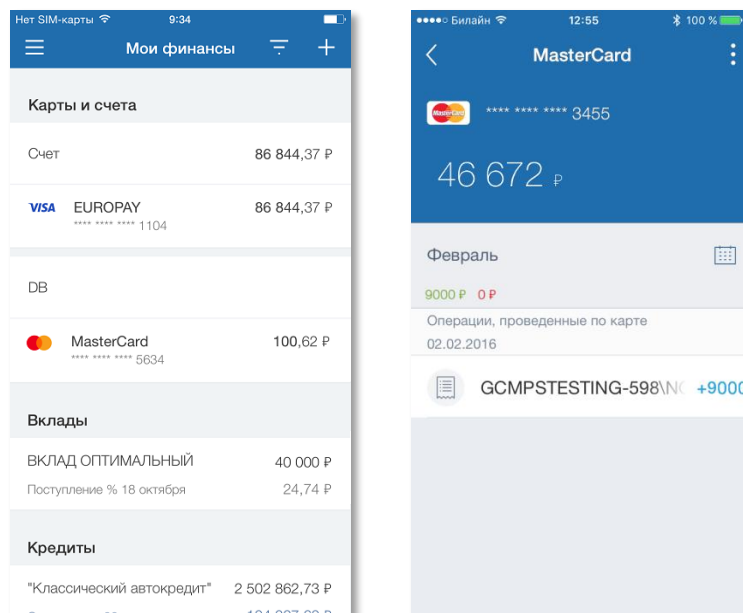 Нет SIM-карты 9:34
Мои финансы
Карты и счета
Счет 86 844,37 ₽
VISA EUROPAY 86 844,37 ₽
**** **** **** 1104
DB
MasterCard 100,62 ₽
**** **** **** 5634
Вклады
ВКЛАД ОПТИМАЛЬНЫЙ 40 000 ₽
Поступление % 18 октября 24,74 ₽
Кредиты
"Классический автокредит" 2 502 862,73 ₽
Билайн 12:55 100 %
MasterCard
MasterCard **** **** **** 3455
46 672 ₽
Февраль
9000 ₽ 0 ₽
Операции, проведенные по карте
02.02.2016
GCMPSTESTING-598\ +9000